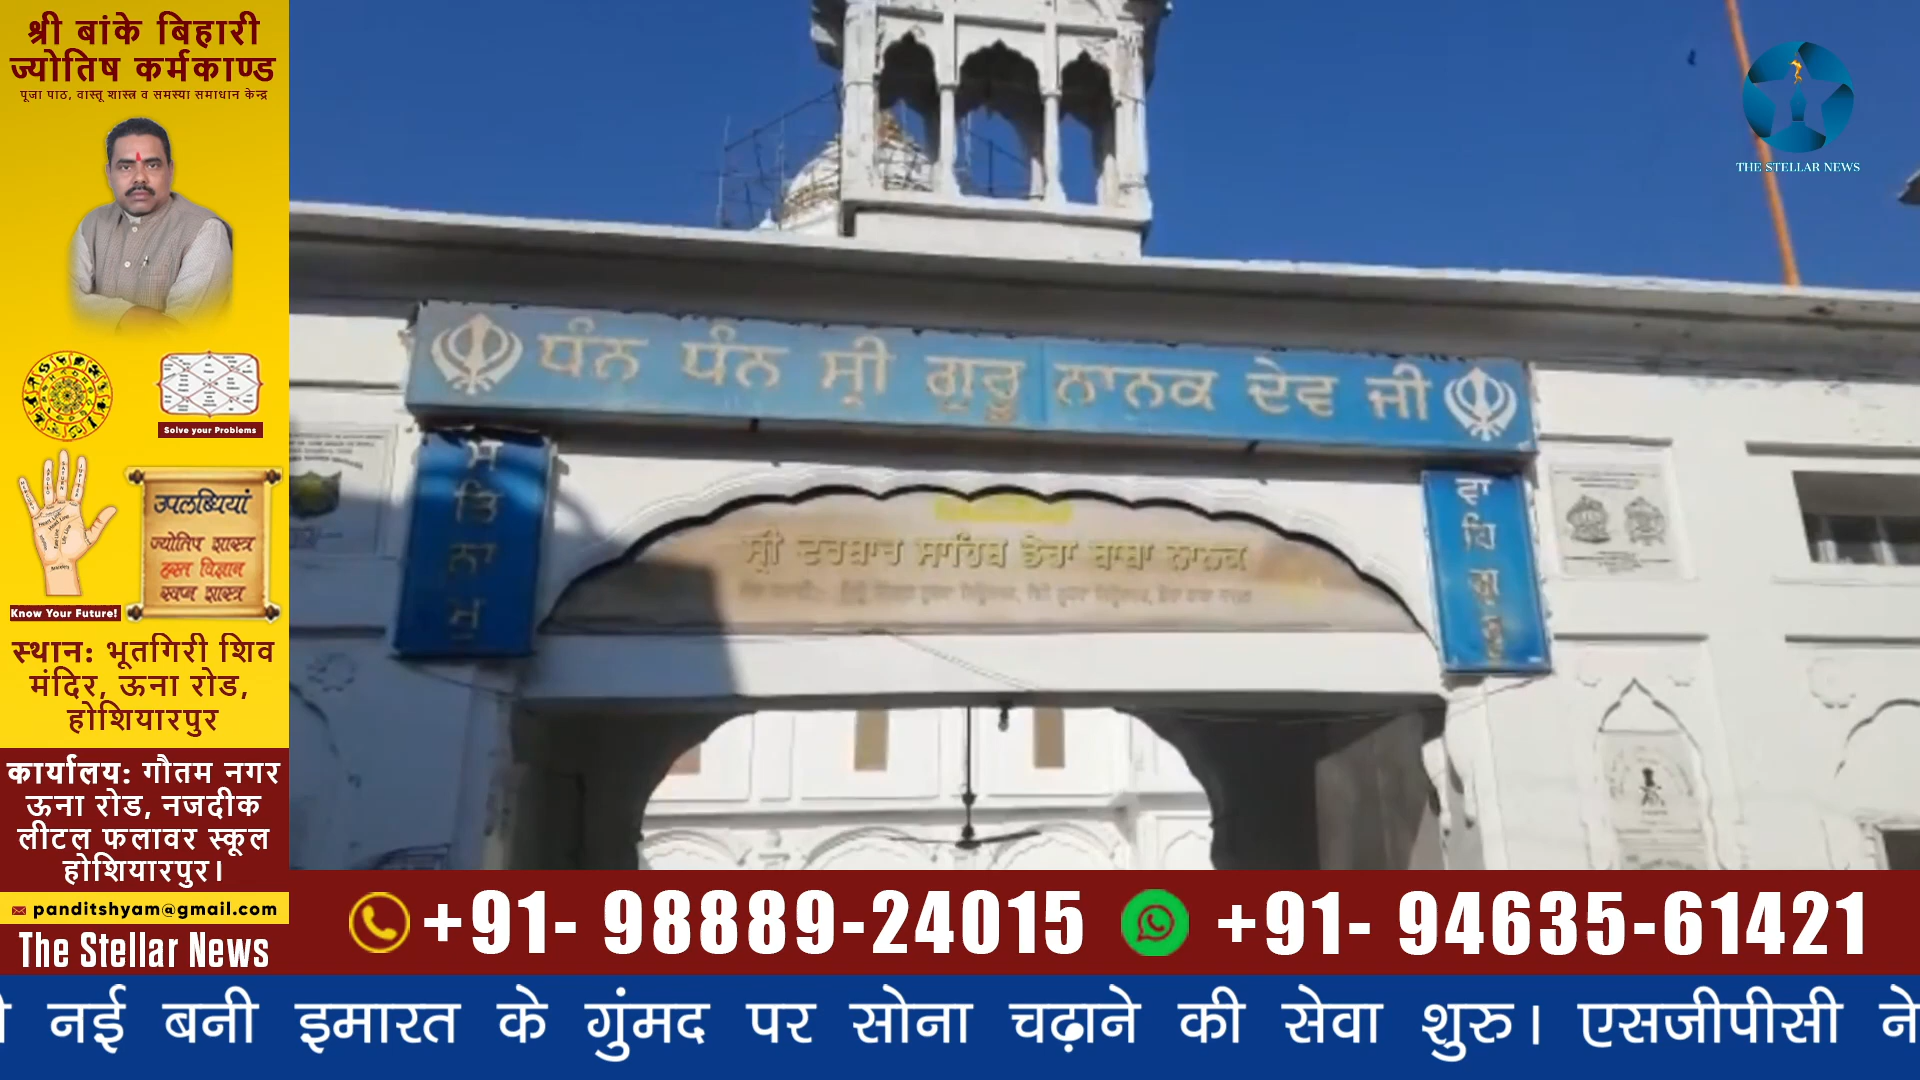 श्री बांके बिहारी
ज्योतिष कर्मकाण्ड
पूजा पाठ, वास्तू शास्त्र व समस्या समाधान केन्द्र
Solve your Problems
Know Your Future!
उपलब्धियां
ज्योतिष शास्त्र
हस्त विज्ञान
स्वप्न शास्त्र
स्थान: भूतगिरी शिव
मंदिर, ऊना रोड,
होशियारपुर
कार्यालय: गौतम नगर
ऊना रोड, नजदीक
लीटल फलावर स्कूल
होशियारपुर।
panditshyam@gmail.com
The Stellar News
THE STELLAR NEWS
ਧੰਨ ਧੰਨ ਸ੍ਰੀ ਗੁਰੂ ਨਾਨਕ ਦੇਵ ਜੀ
ਸ
ਤਿ
ਨਾ
ਮੁ
ਵਾ
ਹਿ
ਗੁ
ਰੂ
ਸ੍ਰੀ ਦਰਬਾਰ ਸਾਹਿਬ ਡੇਰਾ ਬਾਬਾ ਨਾਨਕ
+91- 98889-24015
+91- 94635-61421
नई बनी इमारत के गुंमद पर सोना चढ़ाने की सेवा शुरु। एसजीपीसी ने